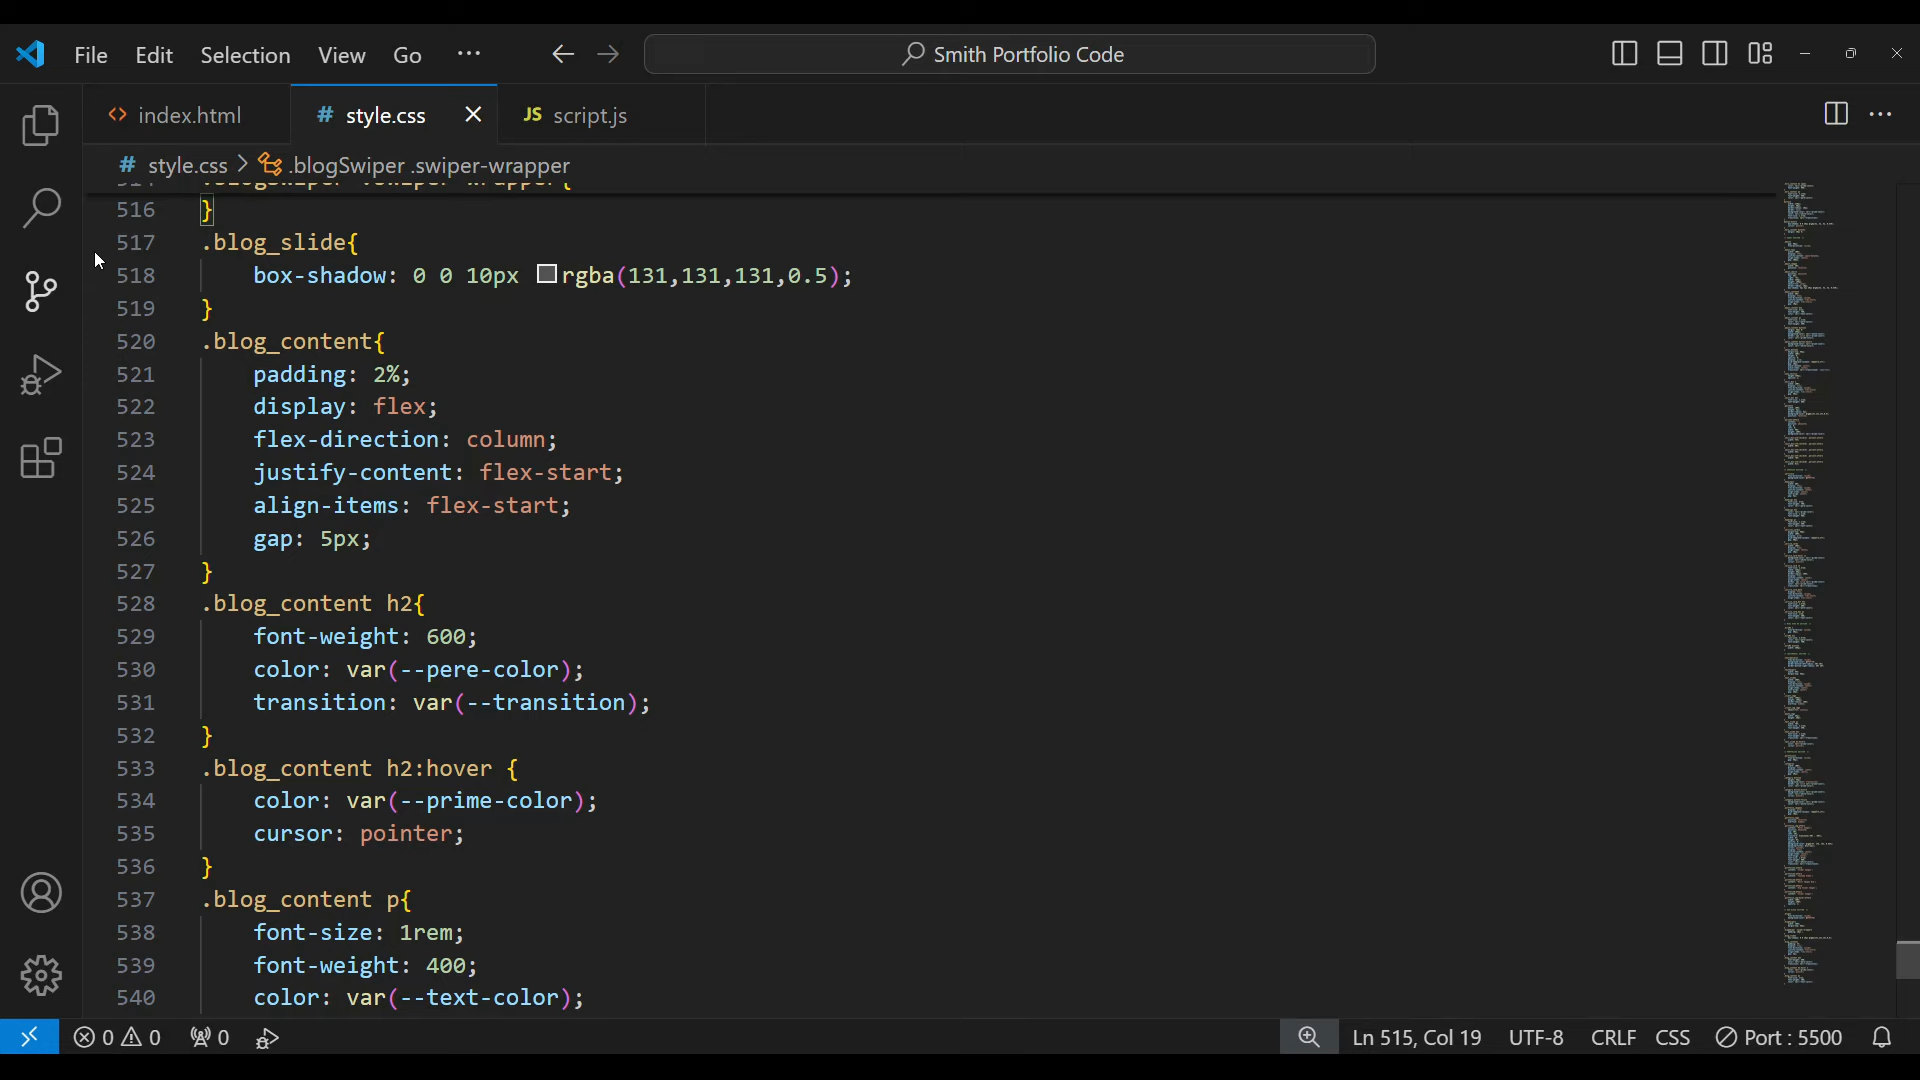 File Edit Selection View Go ··· Smith Portfolio Code
<> index.html # style.css JS script.js
# style.css > .blogSwiper .swiper-wrapper
516 }
517 .blog_slide{
518 box-shadow: 0 0 10px rgba(131,131,131,0.5);
519 }
520 .blog_content{
521 padding: 2%;
522 display: flex;
523 flex-direction: column;
524 justify-content: flex-start;
525 align-items: flex-start;
526 gap: 5px;
527 }
528 .blog_content h2{
529 font-weight: 600;
530 color: var(--pere-color);
531 transition: var(--transition);
532 }
533 .blog_content h2:hover {
534 color: var(--prime-color);
535 cursor: pointer;
536 }
537 .blog_content p{
538 font-size: 1rem;
539 font-weight: 400;
540 color: var(--text-color);
0 0 0 Ln 515, Col 19 UTF-8 CRLF CSS Port : 5500